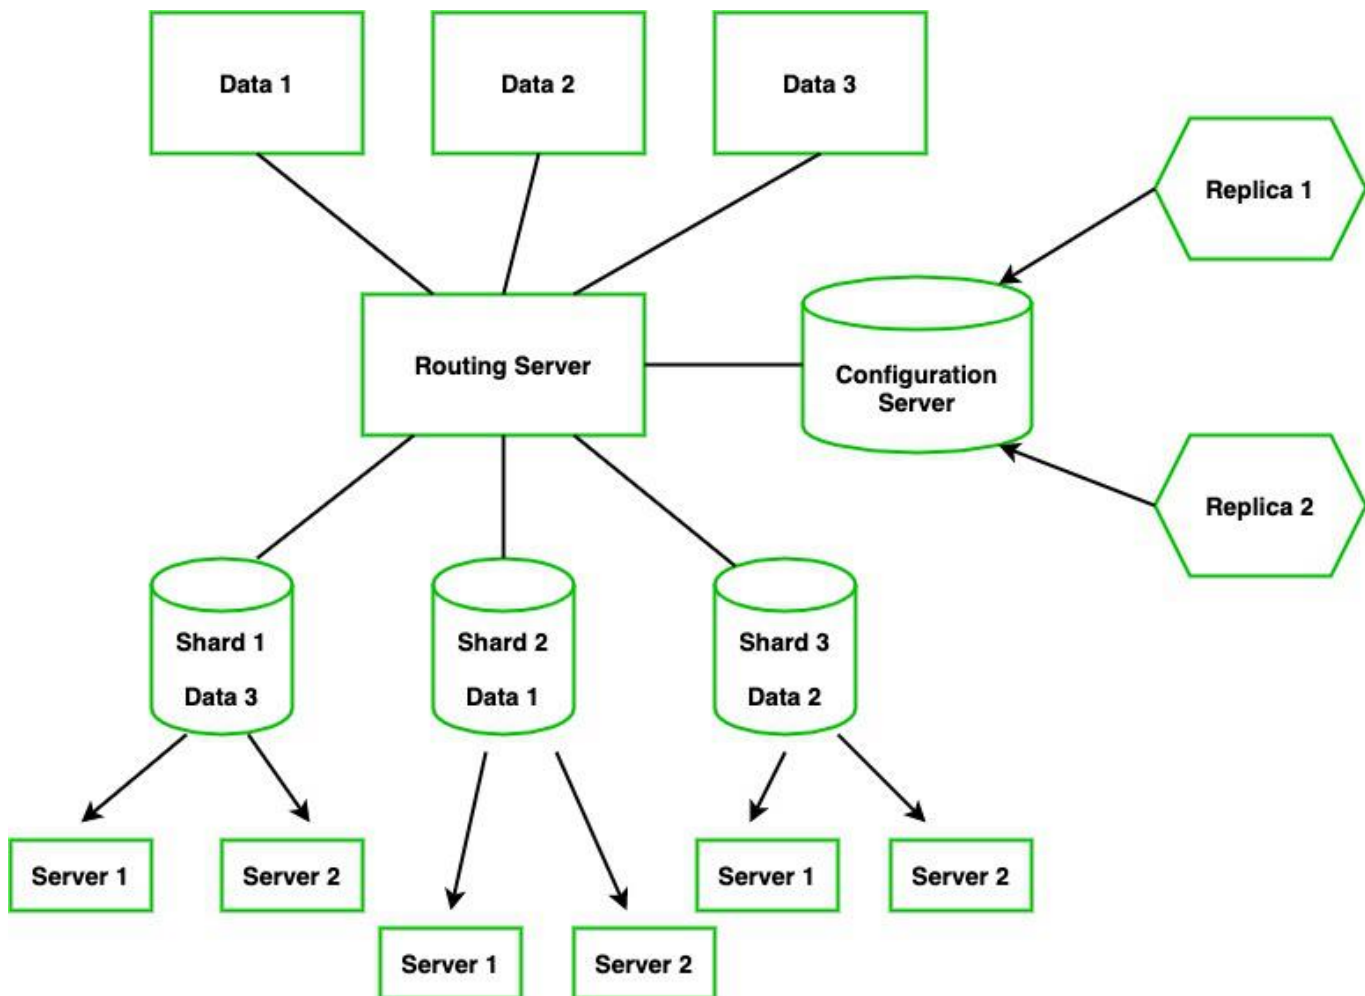 Data 1
Data 2
Data 3
Replica 1
Routing Server
Configuration
Server
Replica 2
Shard 1
Data 3
Shard 2
Data 1
Shard 3
Data 2
Server 1
Server 2
Server 1
Server 2
Server 1
Server 2